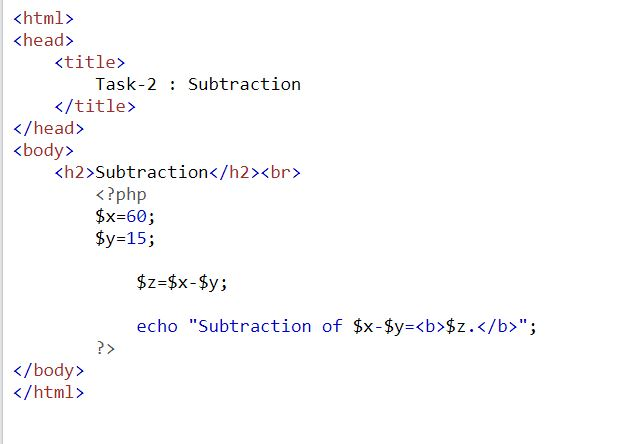 <html>
<head>
    <title>
        Task-2 : Subtraction
    </title>
</head>
<body>
    <h2>Subtraction</h2><br>
        <?php
        $x=60;
        $y=15;

            $z=$x-$y;

            echo "Subtraction of $x-$y=<b>$z.</b>";
        ?>
</body>
</html>